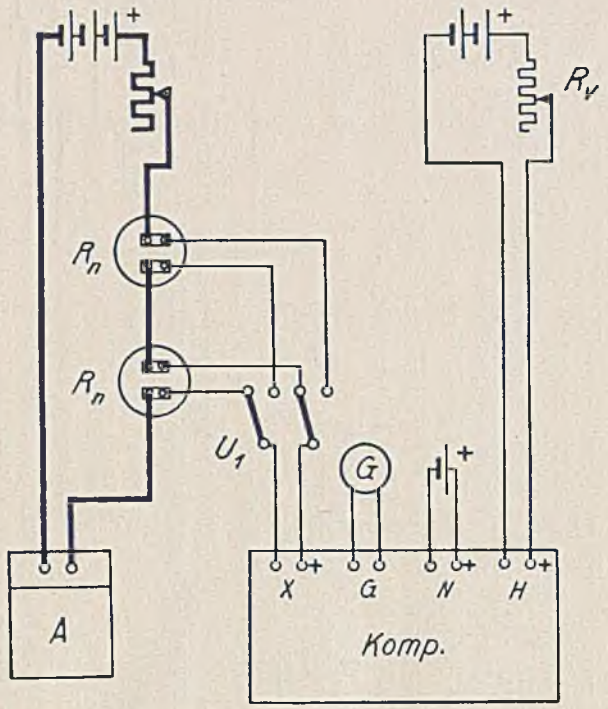 +
+
R_v
R_n
R_n
U_1
G
+
X + G N + H +
A
Komp.